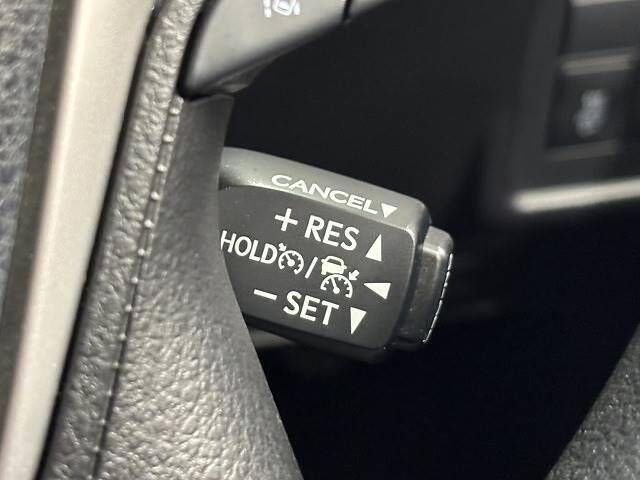 CANCEL▼
+ RES ▲
HOLD / ◀
− SET ▼